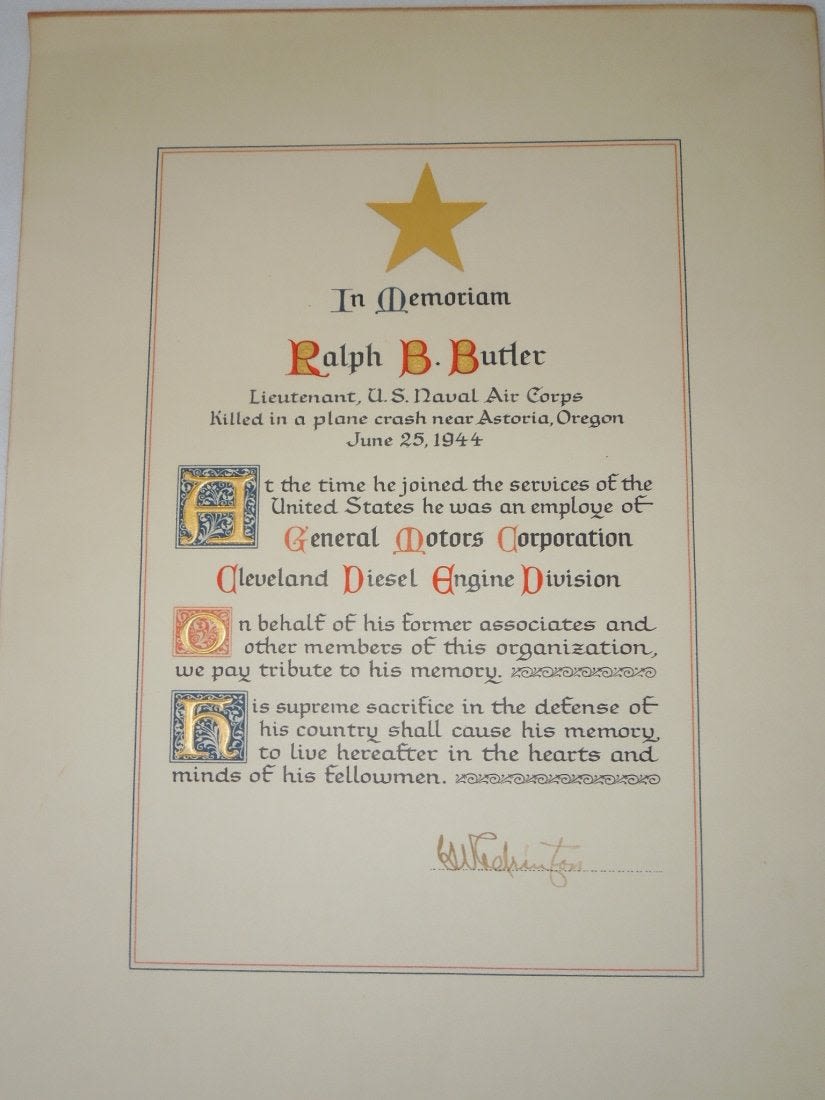 In Memoriam
Ralph B. Butler
Lieutenant, U.S. Naval Air Corps
Killed in a plane crash near Astoria, Oregon
June 25, 1944
At the time he joined the services of the
United States he was an employe of
General Motors Corporation
Cleveland Diesel Engine Division
On behalf of his former associates and
other members of this organization,
we pay tribute to his memory.
His supreme sacrifice in the defense of
his country shall cause his memory
to live hereafter in the hearts and
minds of his fellowmen.